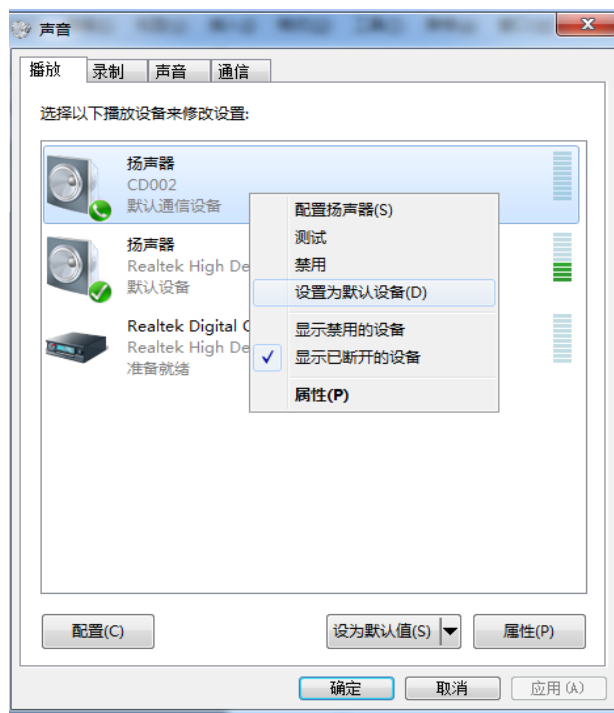 声音
播放 录制 声音 通信
选择以下播放设备来修改设置:
扬声器
CD002
默认通信设备
扬声器
Realtek High De
默认设备
Realtek Digital
Realtek High De
准备就绪
配置扬声器(S)
测试
禁用
设置为默认设备(D)
显示禁用的设备
显示已断开的设备
属性(P)
配置(C) 设为默认值(S) 属性(P)
确定 取消 应用(A)